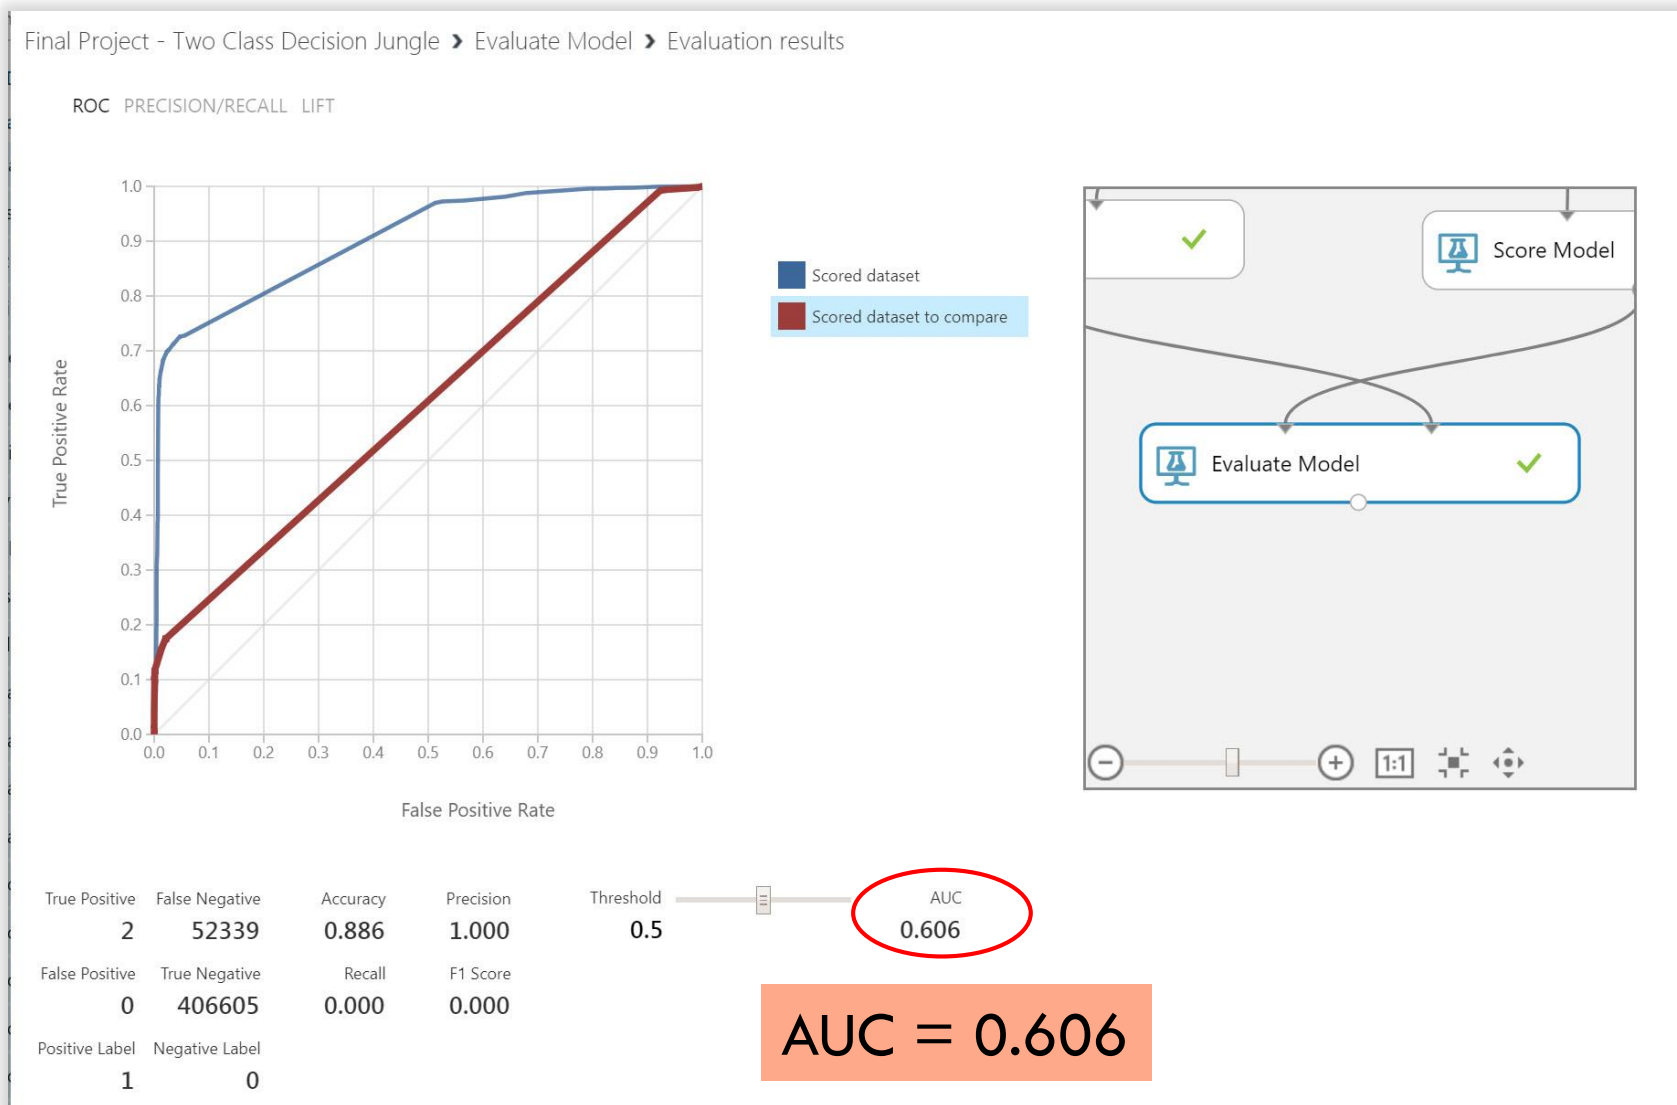 Final Project - Two Class Decision Jungle › Evaluate Model › Evaluation results
ROC PRECISION/RECALL LIFT
1.0
0.9
0.8
0.7
0.6
0.5
0.4
0.3
0.2
0.1
0.0
True Positive Rate
0.0 0.1 0.2 0.3 0.4 0.5 0.6 0.7 0.8 0.9 1.0
False Positive Rate
Scored dataset
Scored dataset to compare
Score Model
Evaluate Model
1:1
True Positive False Negative Accuracy Precision Threshold AUC
2 52339 0.886 1.000 0.5 0.606
False Positive True Negative Recall F1 Score
0 406605 0.000 0.000
Positive Label Negative Label
1 0
AUC = 0.606